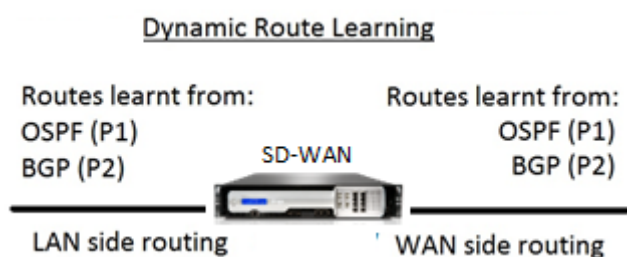 Dynamic Route Learning
Routes learnt from:
OSPF (P1)
BGP (P2)
SD-WAN
Routes learnt from:
OSPF (P1)
BGP (P2)
LAN side routing
WAN side routing